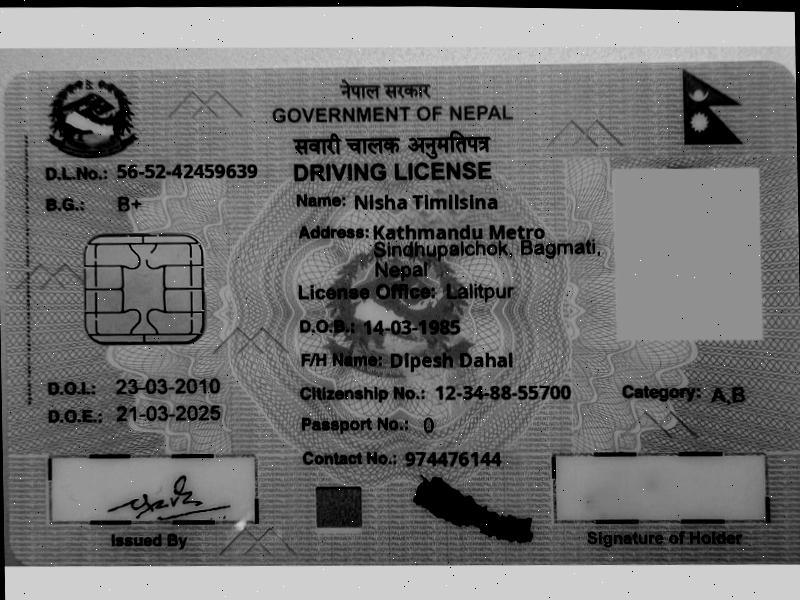 नेपाल सरकार
GOVERNMENT OF NEPAL
सवारी चालक अनुमतिपत्र
DRIVING LICENSE
D.L.No.: 56-52-42459639
B.G.: B+
Name: Nisha Timilsina
Address: Kathmandu Metro
Sindhupalchok, Bagmati,
Nepal
License Office: Lalitpur
D.O.B.: 14-03-1985
F/H Name: Dipesh Dahal
D.O.I.: 23-03-2010
Citizenship No.: 12-34-88-55700
Category: A,B
D.O.E.: 21-03-2025
Passport No.: 0
Contact No.: 974476144
Issued By
Signature of Holder